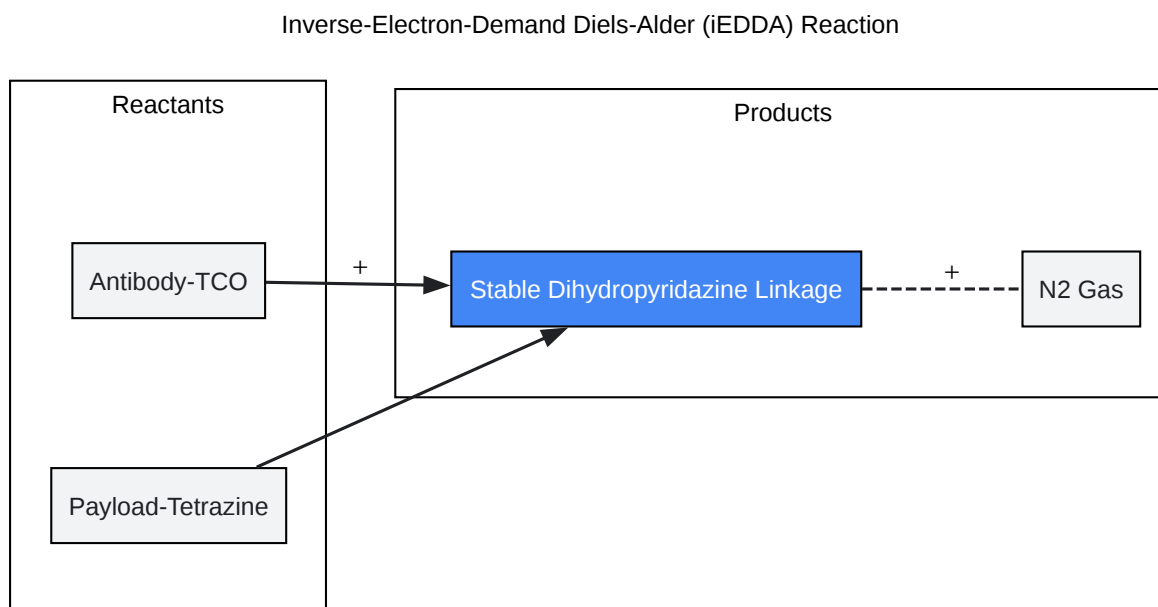 Inverse-Electron-Demand Diels-Alder (iEDDA) Reaction
Reactants
Products
Antibody-TCO
+
Stable Dihydropyridazine Linkage
+
N2 Gas
Payload-Tetrazine